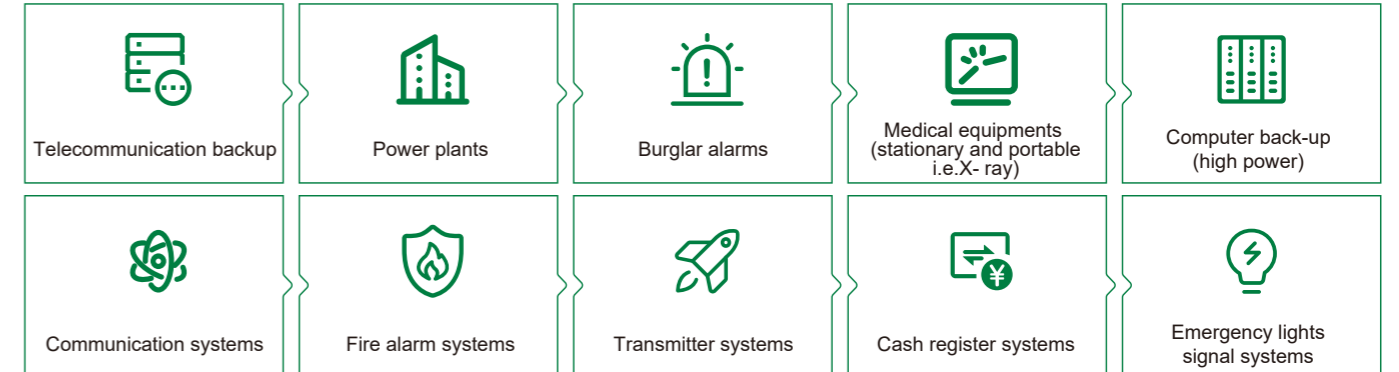 Telecommunication backup
Power plants
Burglar alarms
Medical equipments
(stationary and portable
i.e.X- ray)
Computer back-up
(high power)
Communication systems
Fire alarm systems
Transmitter systems
¥
Cash register systems
Emergency lights
signal systems